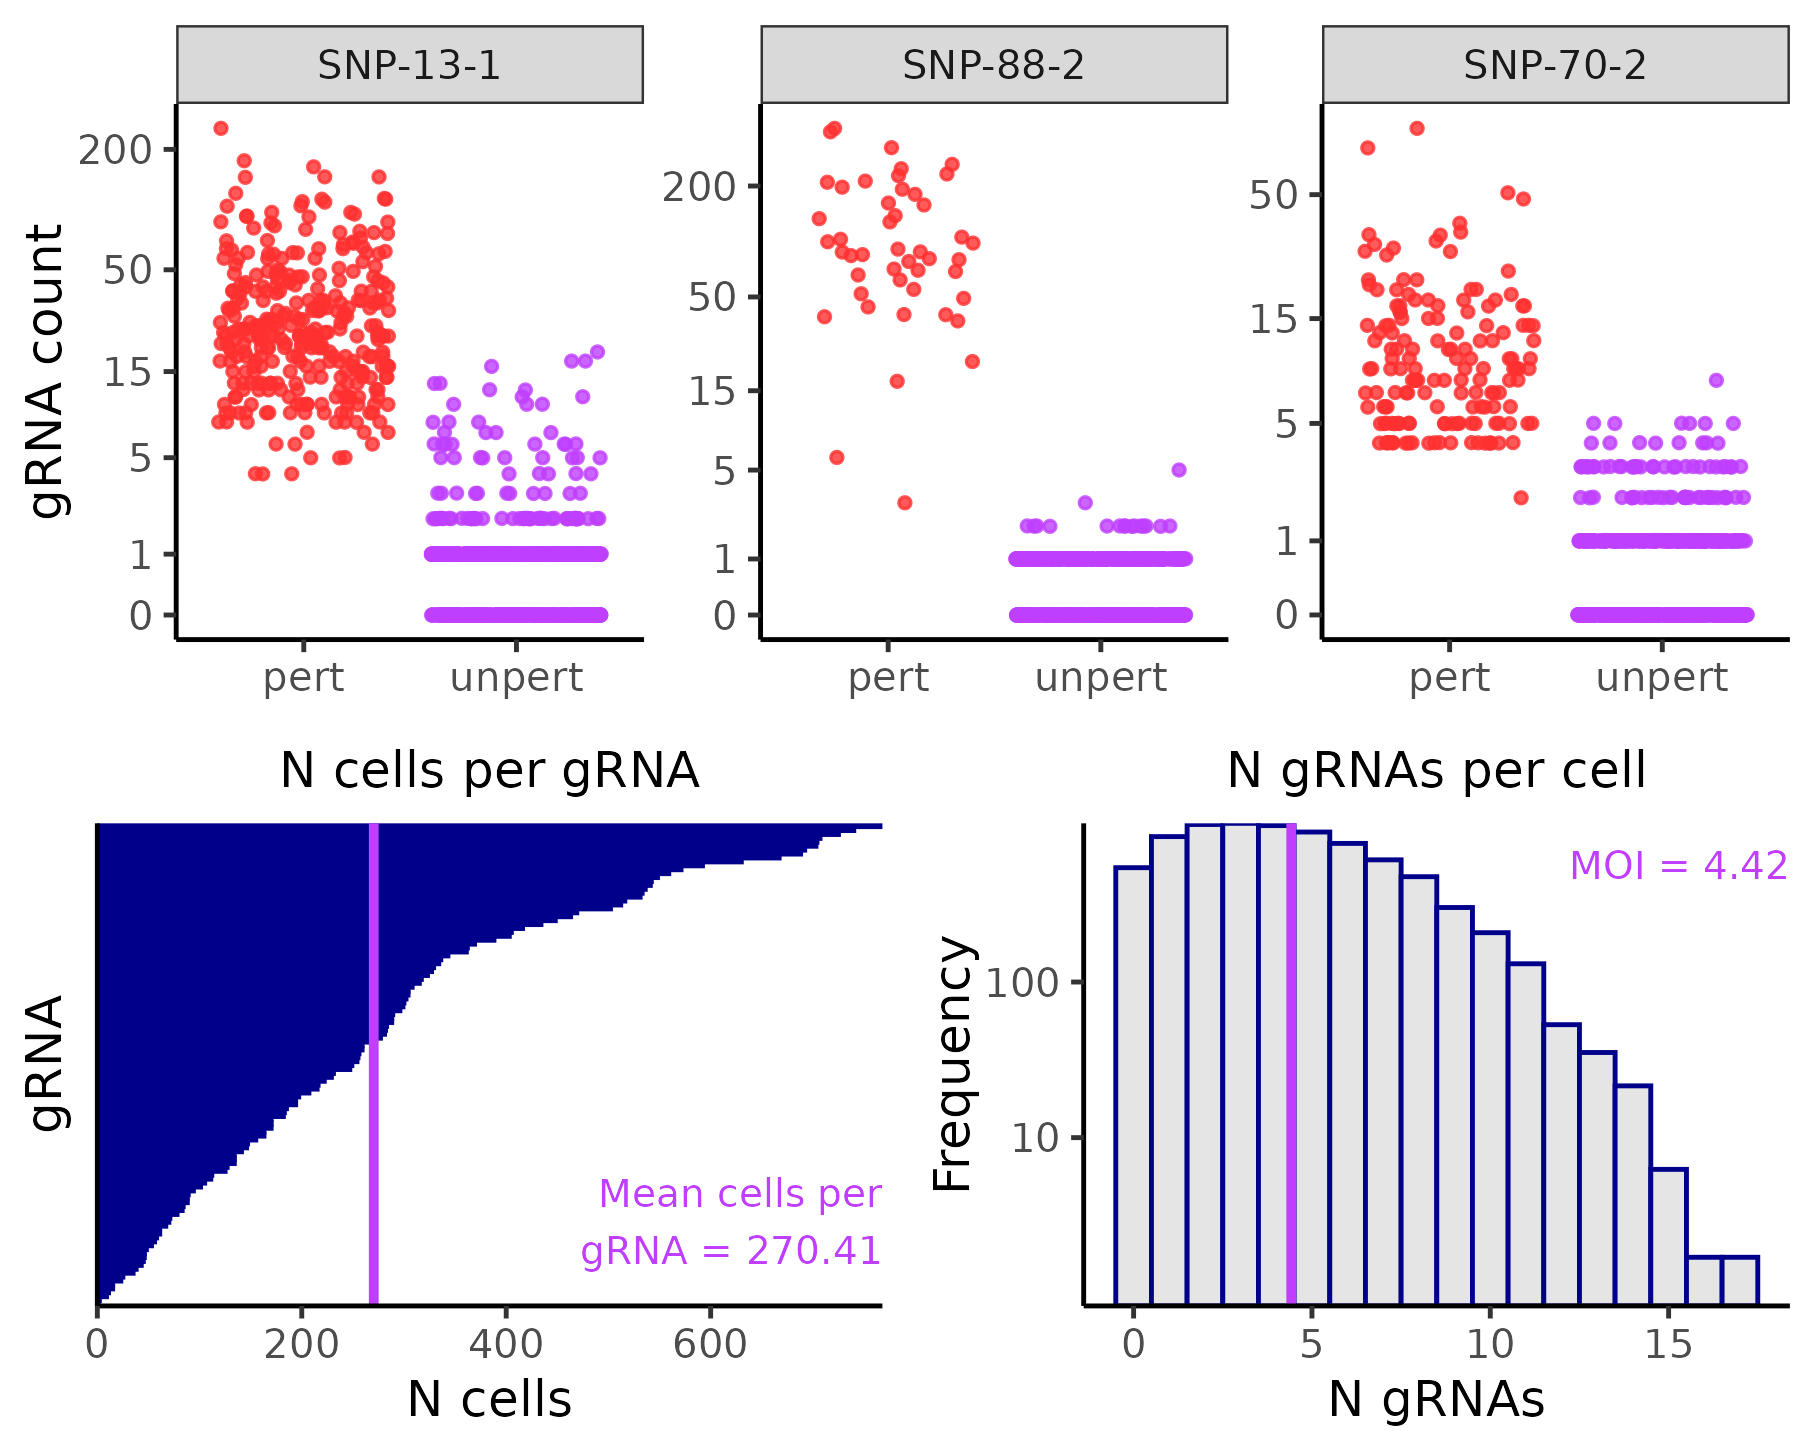 SNP-13-1
SNP-88-2
SNP-70-2
gRNA count
200
50
15
5
1
0
200
50
15
5
1
0
50
15
5
1
0
pert
unpert
pert
unpert
pert
unpert
N cells per gRNA
gRNA
Mean cells per
gRNA = 270.41
0
200
400
600
N cells
N gRNAs per cell
MOI = 4.42
Frequency
100
10
0
5
10
15
N gRNAs